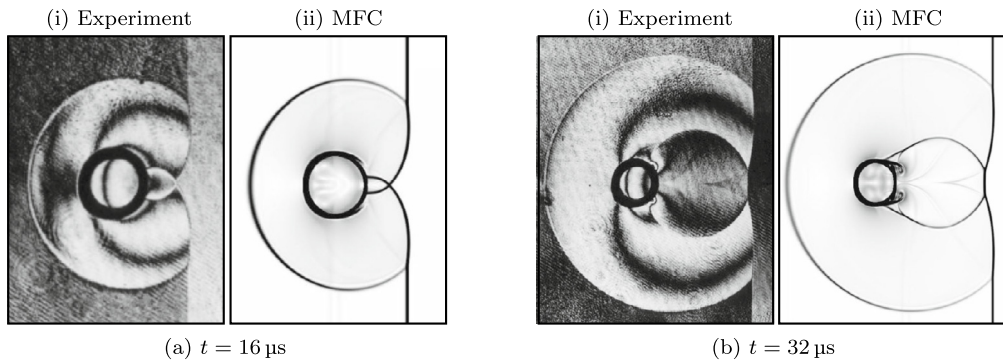 (i) Experiment (ii) MFC (i) Experiment (ii) MFC
(a) t = 16 µs (b) t = 32 µs